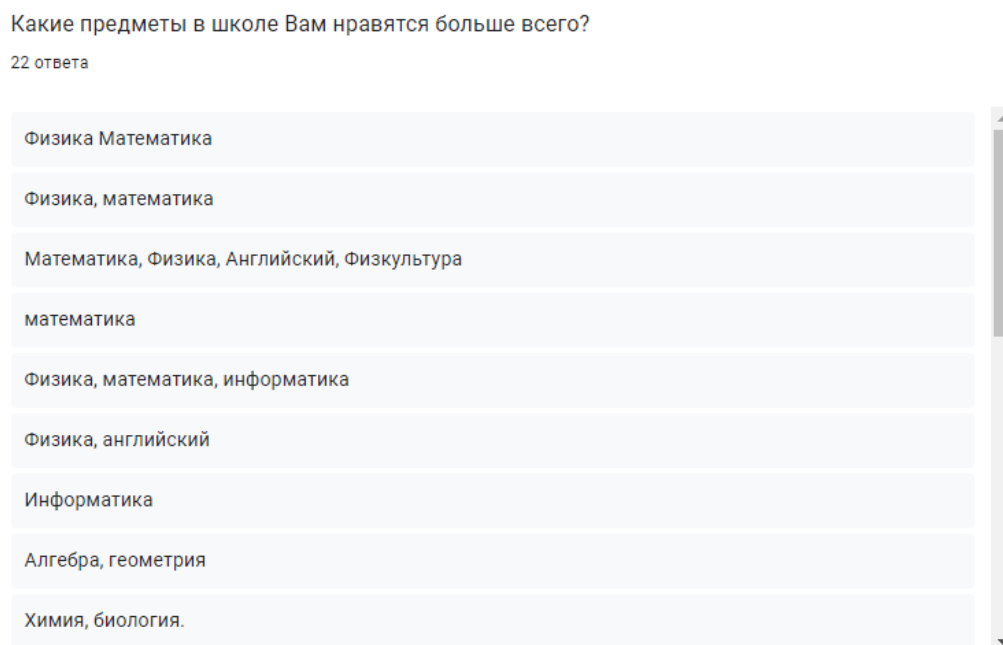 Какие предметы в школе Вам нравятся больше всего?
22 ответа
Физика Математика
Физика, математика
Математика, Физика, Английский, Физкультура
математика
Физика, математика, информатика
Физика, английский
Информатика
Алгебра, геометрия
Химия, биология.